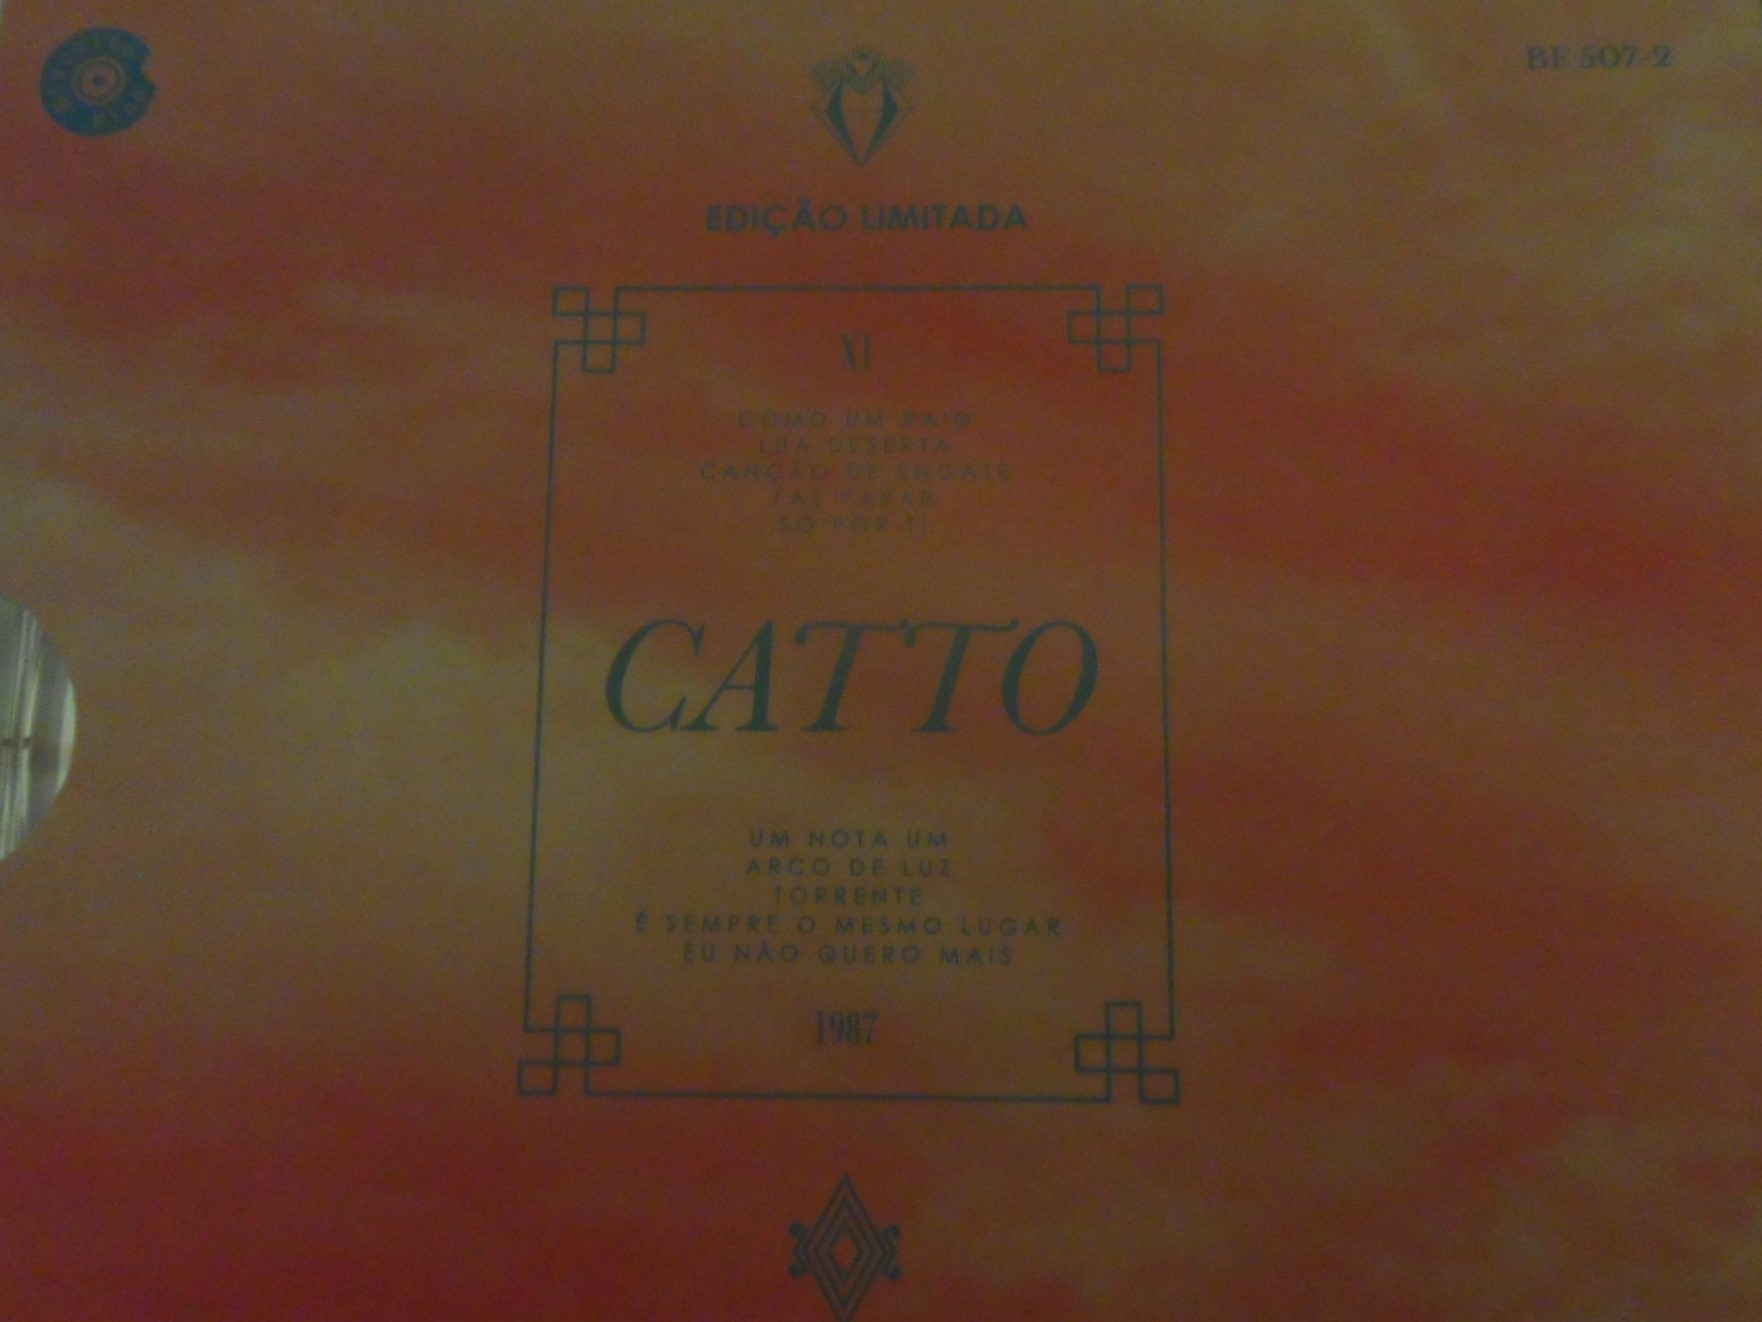 BF 507-2
EDIÇÃO LIMITADA
XI
COMO UM RAIO
LUA DESERTA
CANÇÃO DE ENGATE
FAZ PARAR
SÓ POR TI
CATTO
UM NOTA UM
ARCO DE LUZ
TORRENTE
É SEMPRE O MESMO LUGAR
EU NÃO QUERO MAIS
1987